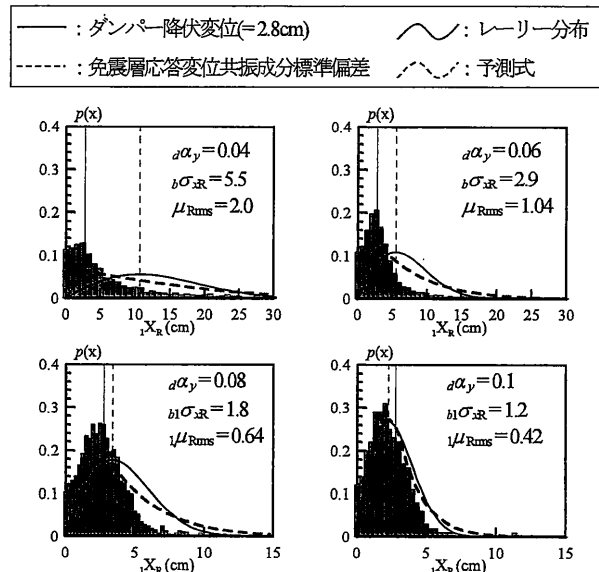 ：ダンパー降伏変位(=2.8cm)
：レーリー分布
：免震層応答変位共振成分標準偏差
：予測式
p(x)
0.4
0.3
0.2
0.1
0
dαy=0.04
bσxR=5.5
μRrms=2.0
0 5 10 15 20 25 30
1XR(cm)
p(x)
0.4
0.3
0.2
0.1
0
dαy=0.06
bσxR=2.9
μRrms=1.04
0 5 10 15 20 25 30
1XR(cm)
p(x)
0.4
0.3
0.2
0.1
0
dαy=0.08
b1σxR=1.8
1μRrms=0.64
0 5 10 15
1XR(cm)
p(x)
0.4
0.3
0.2
0.1
0
dαy=0.1
b1σxR=1.2
1μRrms=0.42
0 5 10 15
1XR(cm)